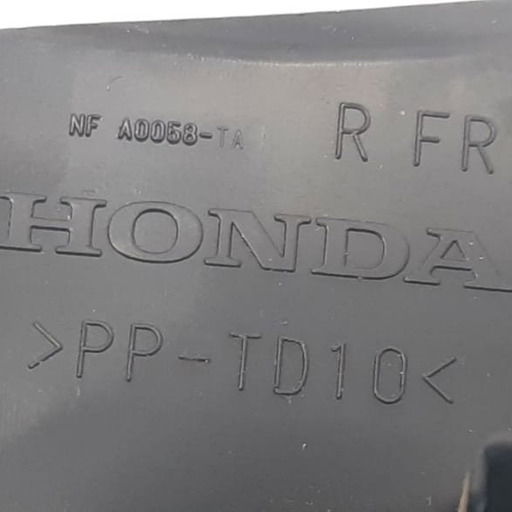 NF A0058-TA
R FR
HONDA
>PP-TD10<